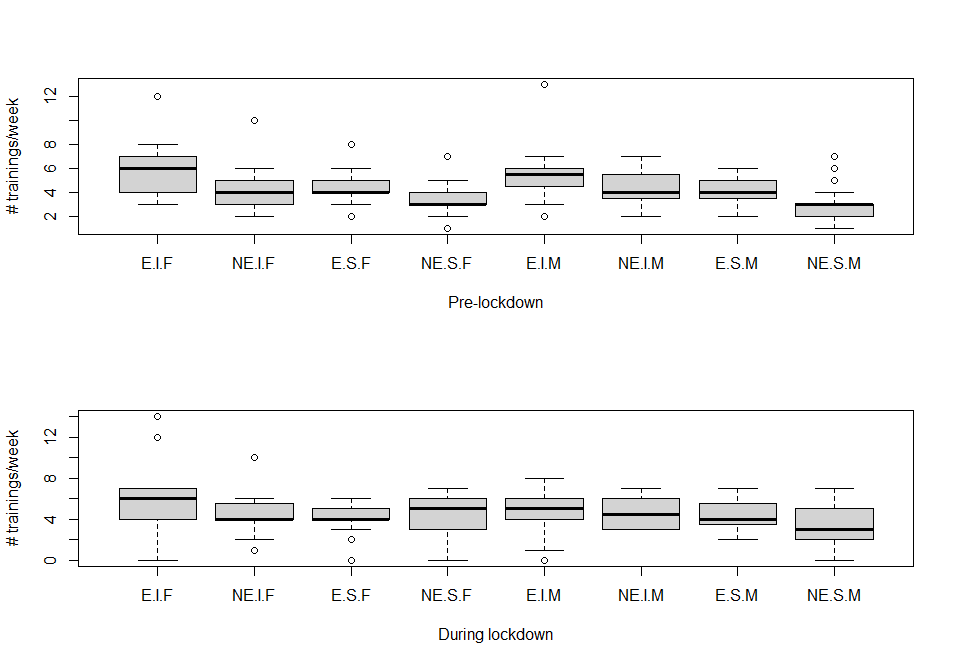 # trainings/week
12
8
6
4
2
E.I.F NE.I.F E.S.F NE.S.F E.I.M NE.I.M E.S.M NE.S.M
Pre-lockdown
# trainings/week
12
8
4
0
E.I.F NE.I.F E.S.F NE.S.F E.I.M NE.I.M E.S.M NE.S.M
During lockdown